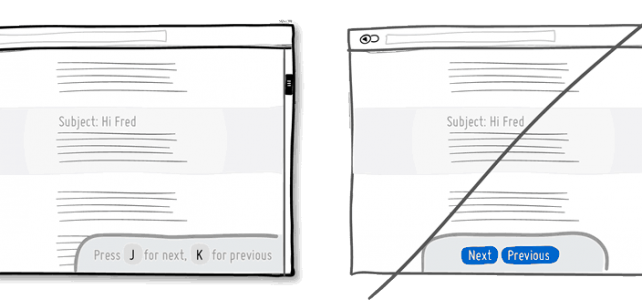 Subject: Hi Fred
Press J for next, K for previous
Subject: Hi Fred
Next Previous